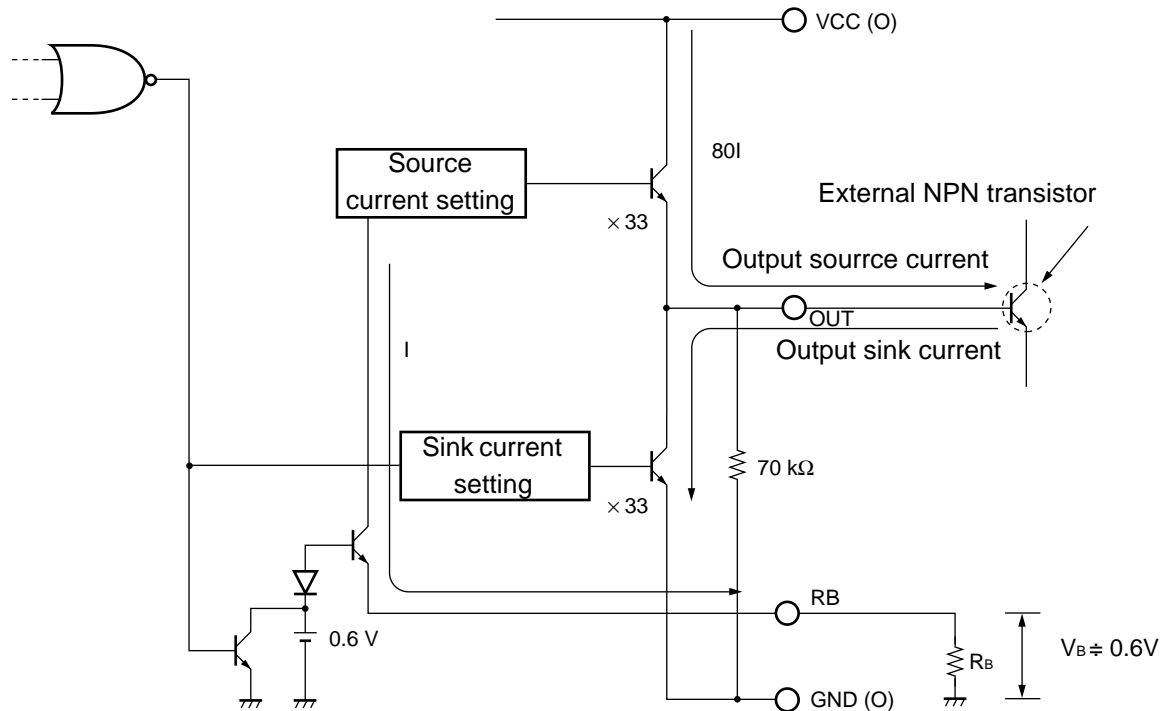 VCC (O)
Source
current setting
80I
× 33
External NPN transistor
Output sourrce current
OUT
Output sink current
I
Sink current
setting
× 33
70 kΩ
0.6 V
RB
RB
VB ≑ 0.6V
GND (O)